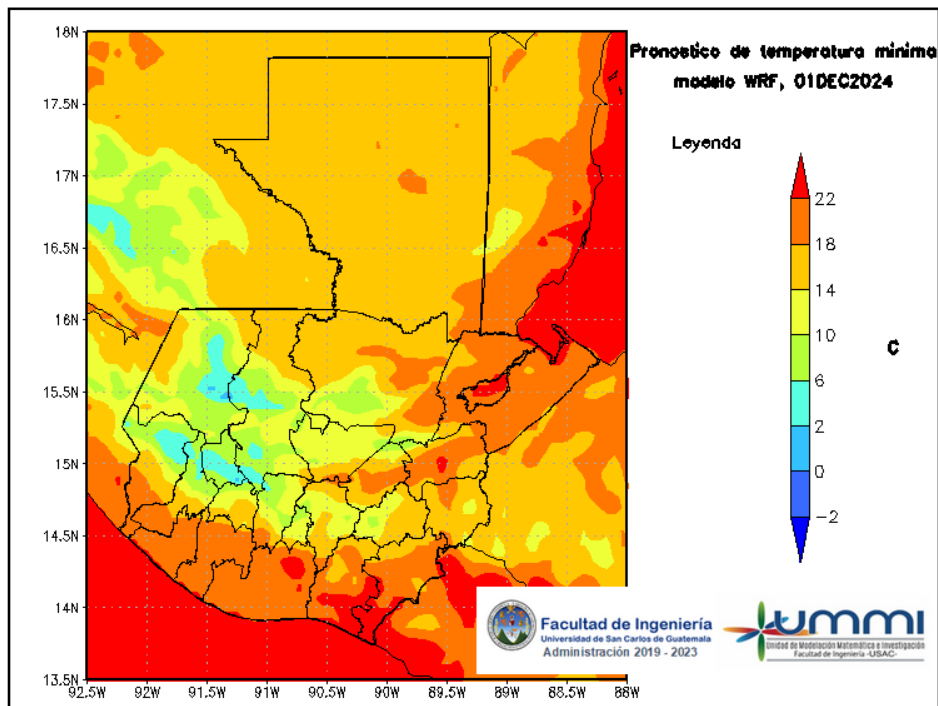 Pronostico de temperatura minima
modelo WRF, 01DEC2024
Leyenda
22
18
14
10
6
2
0
−2
C
18N
17.5N
17N
16.5N
16N
15.5N
15N
14.5N
14N
13.5N
92.5W
92W
91.5W
91W
90.5W
90W
89.5W
89W
88.5W
88W
Facultad de Ingeniería
Universidad de San Carlos de Guatemala
Administración 2019 - 2023
UMMI
Unidad de Modelación Matemática e Investigación
Facultad de Ingeniería -USAC-